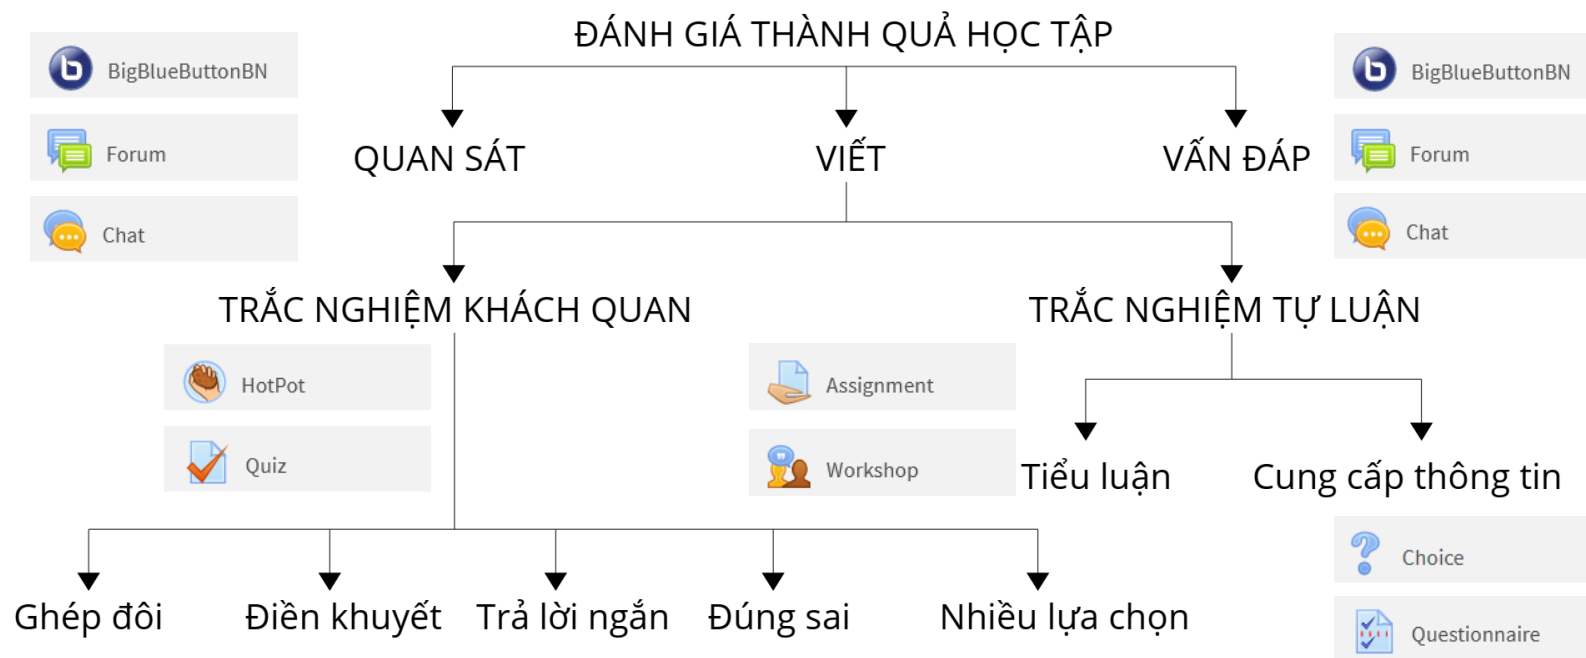 ĐÁNH GIÁ THÀNH QUẢ HỌC TẬP
BigBlueButtonBN
BigBlueButtonBN
Forum
QUAN SÁT
VIẾT
VẤN ĐÁP
Forum
Chat
Chat
TRẮC NGHIỆM KHÁCH QUAN
TRẮC NGHIỆM TỰ LUẬN
HotPot
Assignment
Quiz
Workshop
Tiểu luận
Cung cấp thông tin
Choice
Ghép đôi
Điền khuyết
Trả lời ngắn
Đúng sai
Nhiều lựa chọn
Questionnaire